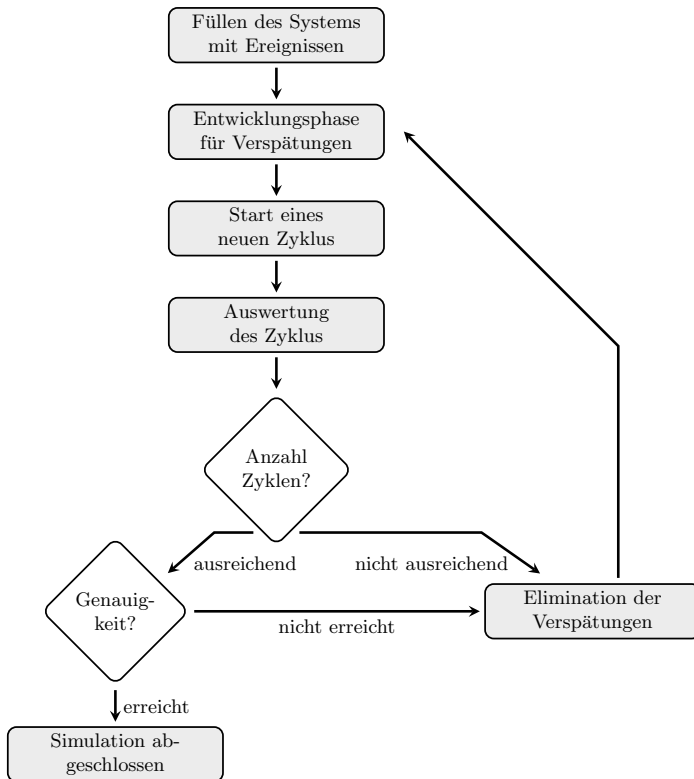 Füllen des Systems
mit Ereignissen
Entwicklungsphase
für Verspätungen
Start eines
neuen Zyklus
Auswertung
des Zyklus
Anzahl
Zyklen?
ausreichend
nicht ausreichend
Genauig-
keit?
nicht erreicht
Elimination der
Verspätungen
erreicht
Simulation ab-
geschlossen